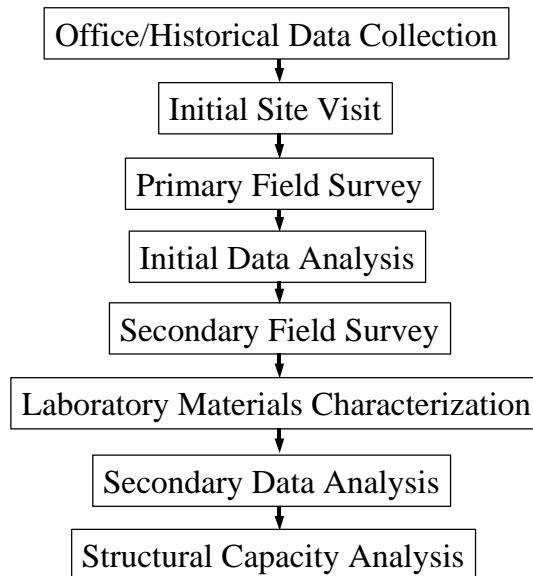 Office/Historical Data Collection
Initial Site Visit
Primary Field Survey
Initial Data Analysis
Secondary Field Survey
Laboratory Materials Characterization
Secondary Data Analysis
Structural Capacity Analysis